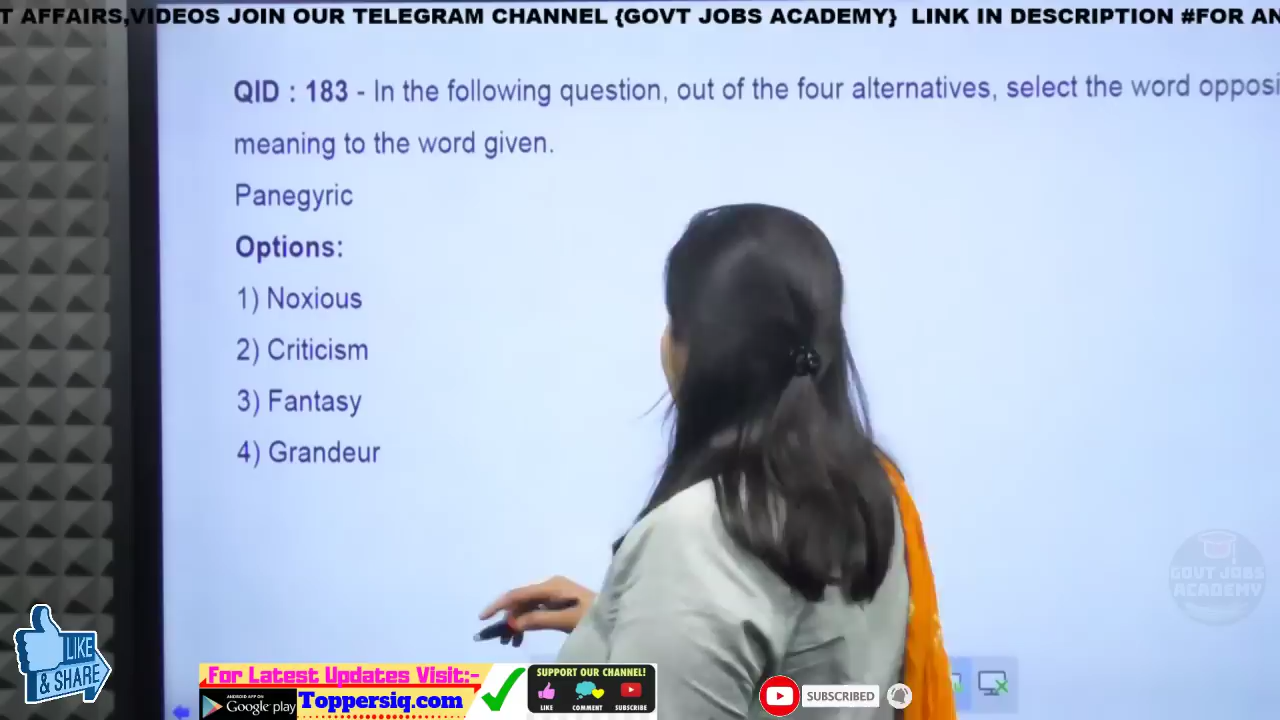 T AFFAIRS,VIDEOS JOIN OUR TELEGRAM CHANNEL {GOVT JOBS ACADEMY} LINK IN DESCRIPTION #FOR AN
QID : 183 - In the following question, out of the four alternatives, select the word opposi
meaning to the word given.
Panegyric
Options:
1) Noxious
2) Criticism
3) Fantasy
4) Grandeur
GOVT JOBS
ACADEMY
LIKE
& SHARE
For Latest Updates Visit:-
ANDROID APP ON
Google play
Toppersiq.com
SUPPORT OUR CHANNEL!
LIKE COMMENT SUBSCRIBE
SUBSCRIBED